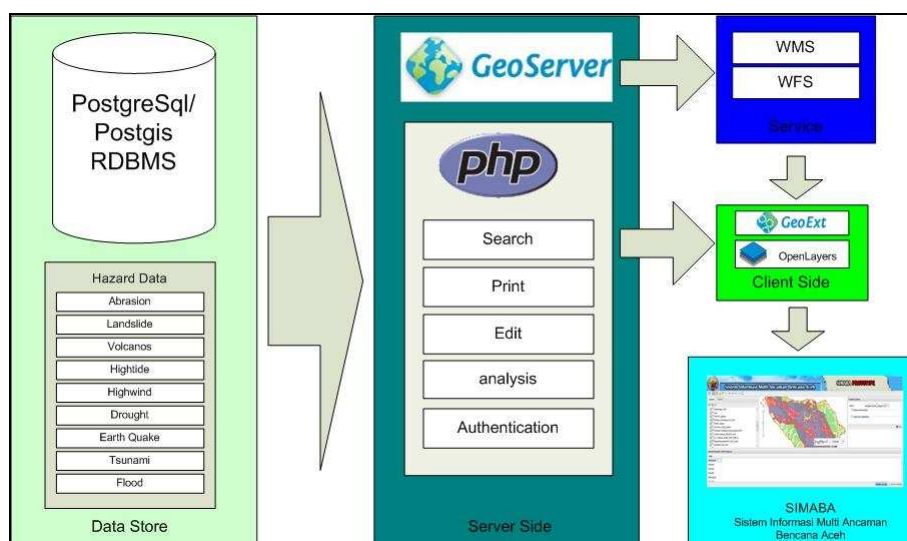 PostgreSql/
Postgis
RDBMS
Hazard Data
Abrasion
Landslide
Volcanos
Hightide
Highwind
Drought
Earth Quake
Tsunami
Flood
Data Store
GeoServer
php
Search
Print
Edit
analysis
Authentication
Server Side
WMS
WFS
Service
GeoExt
OpenLayers
Client Side
SIMABA
Sistem Informasi Multi Ancaman
Bencana Aceh